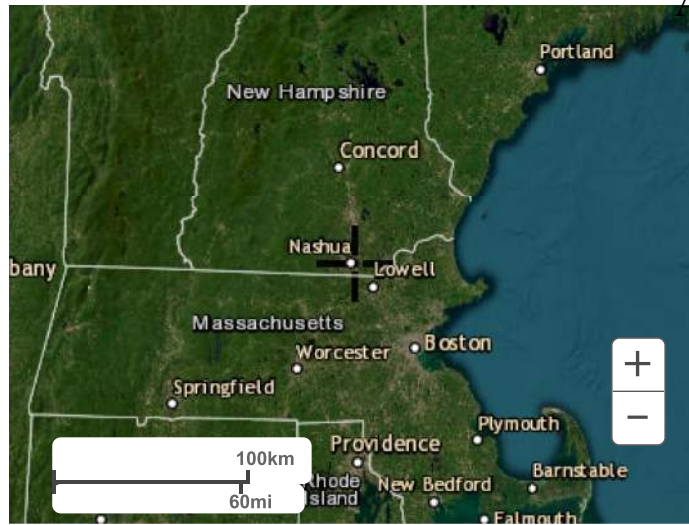 Portland
New Hampshire
Concord
Nashua
bany
Lowell
Massachusetts
Boston
Worcester
+
Springfield
−
Plymouth
Providence
100km
Barnstable
Rhode
Island
New Bedford
60mi
Falmouth